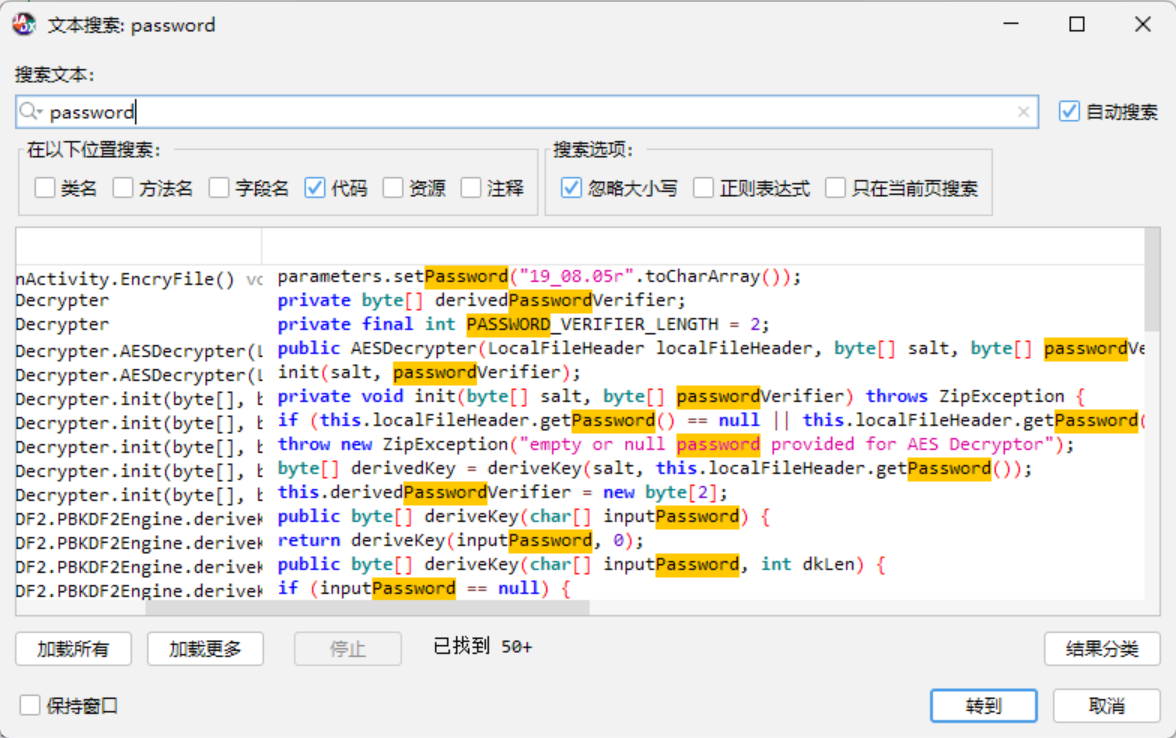 文本搜索: password
搜索文本:
password
自动搜索
在以下位置搜索:
搜索选项:
类名 方法名 字段名 代码 资源 注释 忽略大小写 正则表达式 只在当前页搜索
nActivity.EncryFile() vo parameters.setPassword("19_08.05r".toCharArray());
Decrypter private byte[] derivedPasswordVerifier;
Decrypter private final int PASSWORD_VERIFIER_LENGTH = 2;
Decrypter.AESDecrypter(L public AESDecrypter(LocalFileHeader localFileHeader, byte[] salt, byte[] passwordVe
Decrypter.AESDecrypter(L init(salt, passwordVerifier);
Decrypter.init(byte[], b private void init(byte[] salt, byte[] passwordVerifier) throws ZipException {
Decrypter.init(byte[], b if (this.localFileHeader.getPassword() == null || this.localFileHeader.getPassword(
Decrypter.init(byte[], b throw new ZipException("empty or null password provided for AES Decryptor");
Decrypter.init(byte[], b byte[] derivedKey = deriveKey(salt, this.localFileHeader.getPassword());
Decrypter.init(byte[], b this.derivedPasswordVerifier = new byte[2];
DF2.PBKDF2Engine.derivek public byte[] deriveKey(char[] inputPassword) {
DF2.PBKDF2Engine.derivek return deriveKey(inputPassword, 0);
DF2.PBKDF2Engine.derivek public byte[] deriveKey(char[] inputPassword, int dkLen) {
DF2.PBKDF2Engine.derivek if (inputPassword == null) {
加载所有 加载更多 停止 已找到 50+ 结果分类
保持窗口 转到 取消